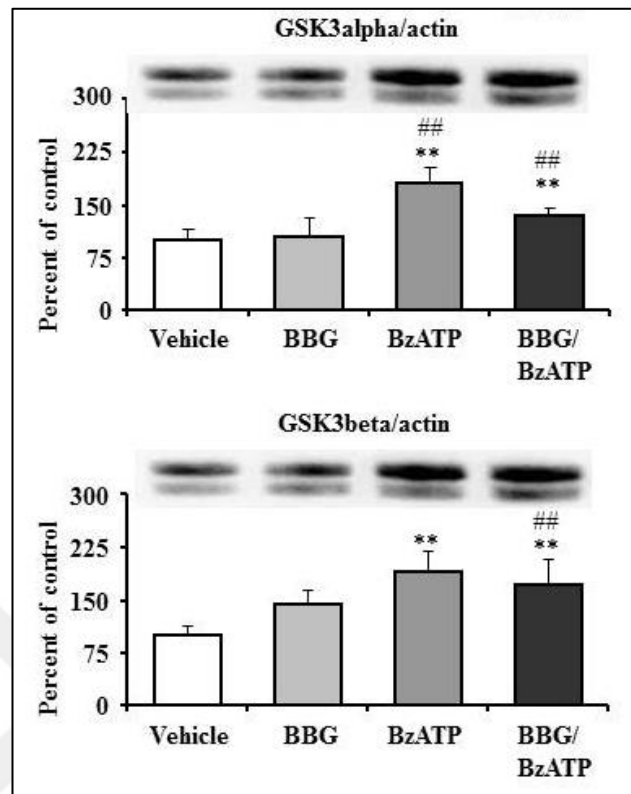 GSK3alpha/actin
300
225
150
75
0
Percent of control
##
**
##
**
Vehicle BBG BzATP BBG/
BzATP
GSK3beta/actin
300
225
150
75
0
Percent of control
**
##
**
Vehicle BBG BzATP BBG/
BzATP